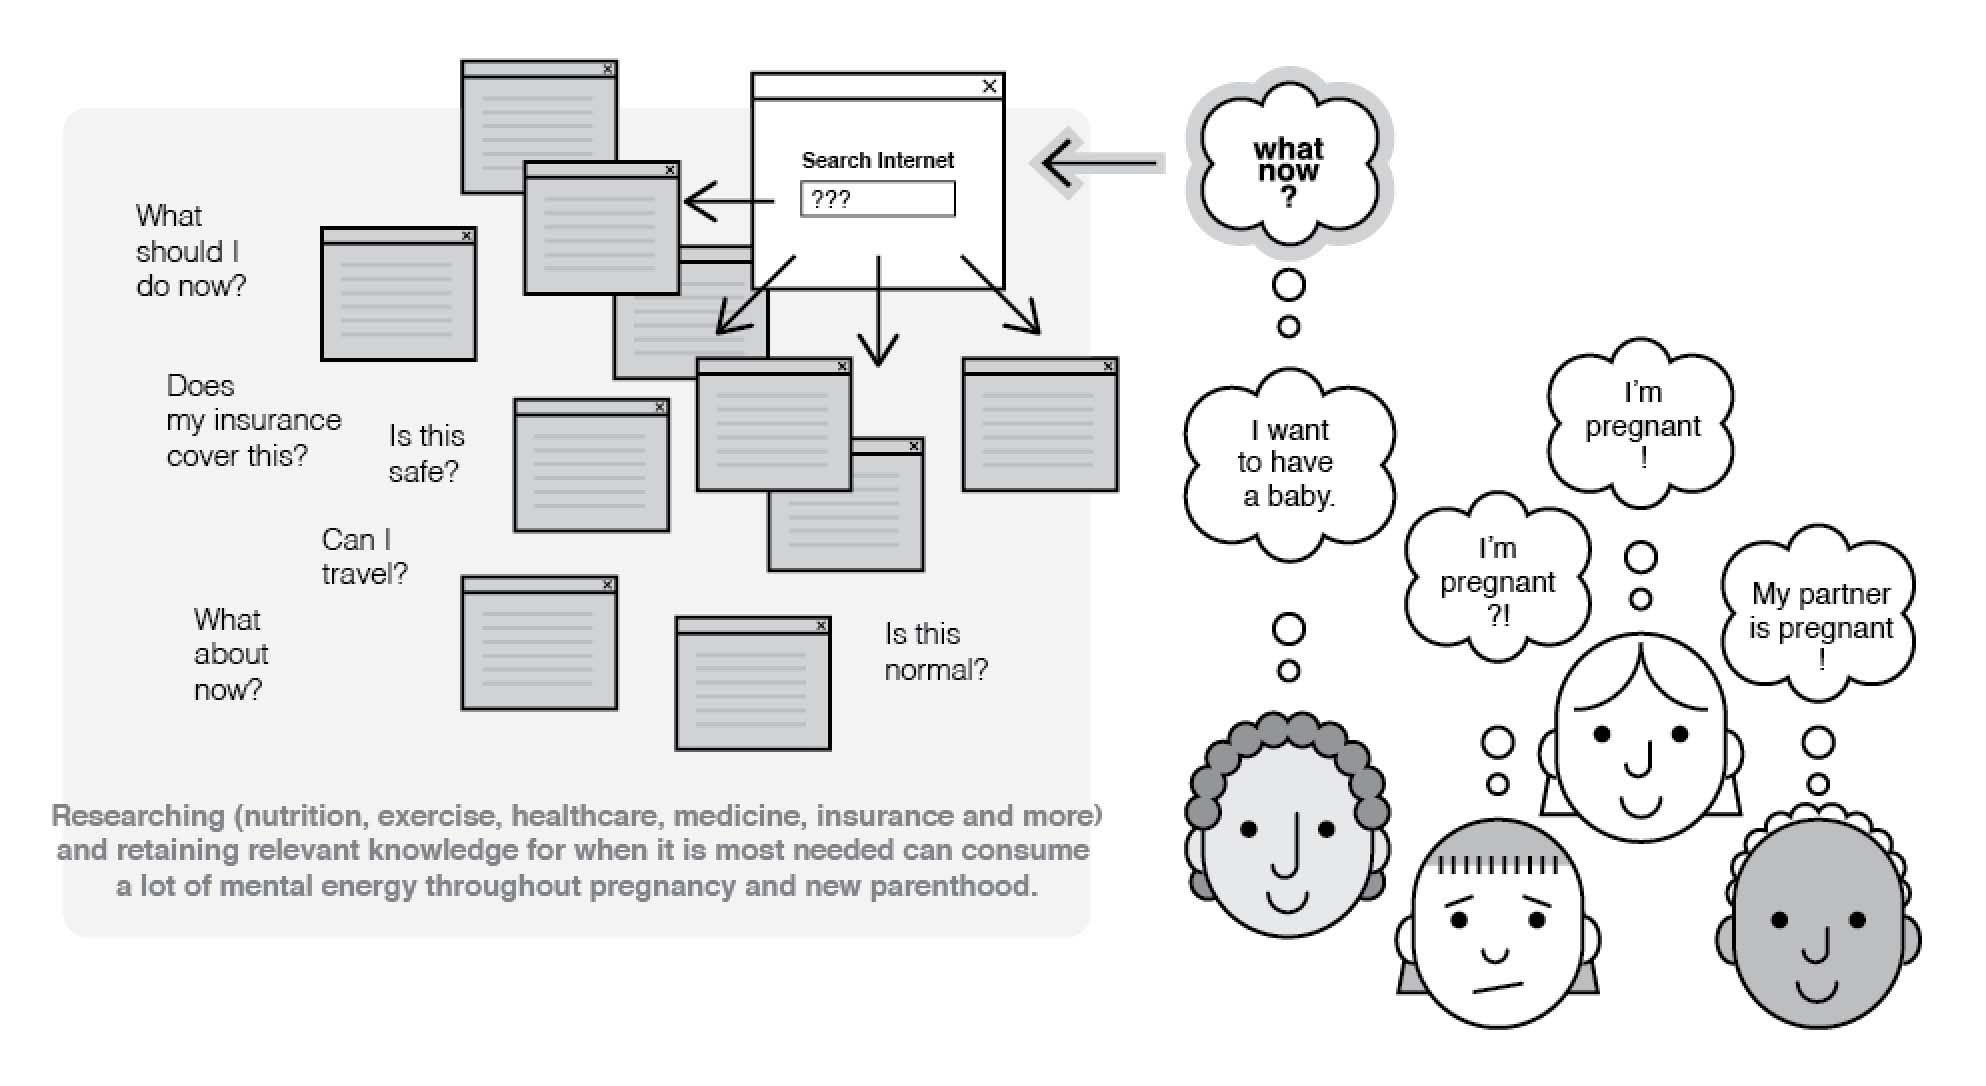 Search Internet
???
What
should I
do now?
Does
my insurance
cover this?
Is this
safe?
Can I
travel?
What
about
now?
Is this
normal?
Researching (nutrition, exercise, healthcare, medicine, insurance and more)
and retaining relevant knowledge for when it is most needed can consume
a lot of mental energy throughout pregnancy and new parenthood.
what
now
?
I want
to have
a baby.
I'm
pregnant
?!
I'm
pregnant
!
My partner
is pregnant
!